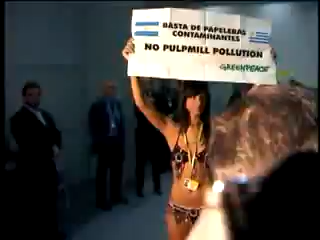 BASTA DE PAPELERAS
CONTAMINANTES
NO PULPMILL POLLUTION
GREENPEACE